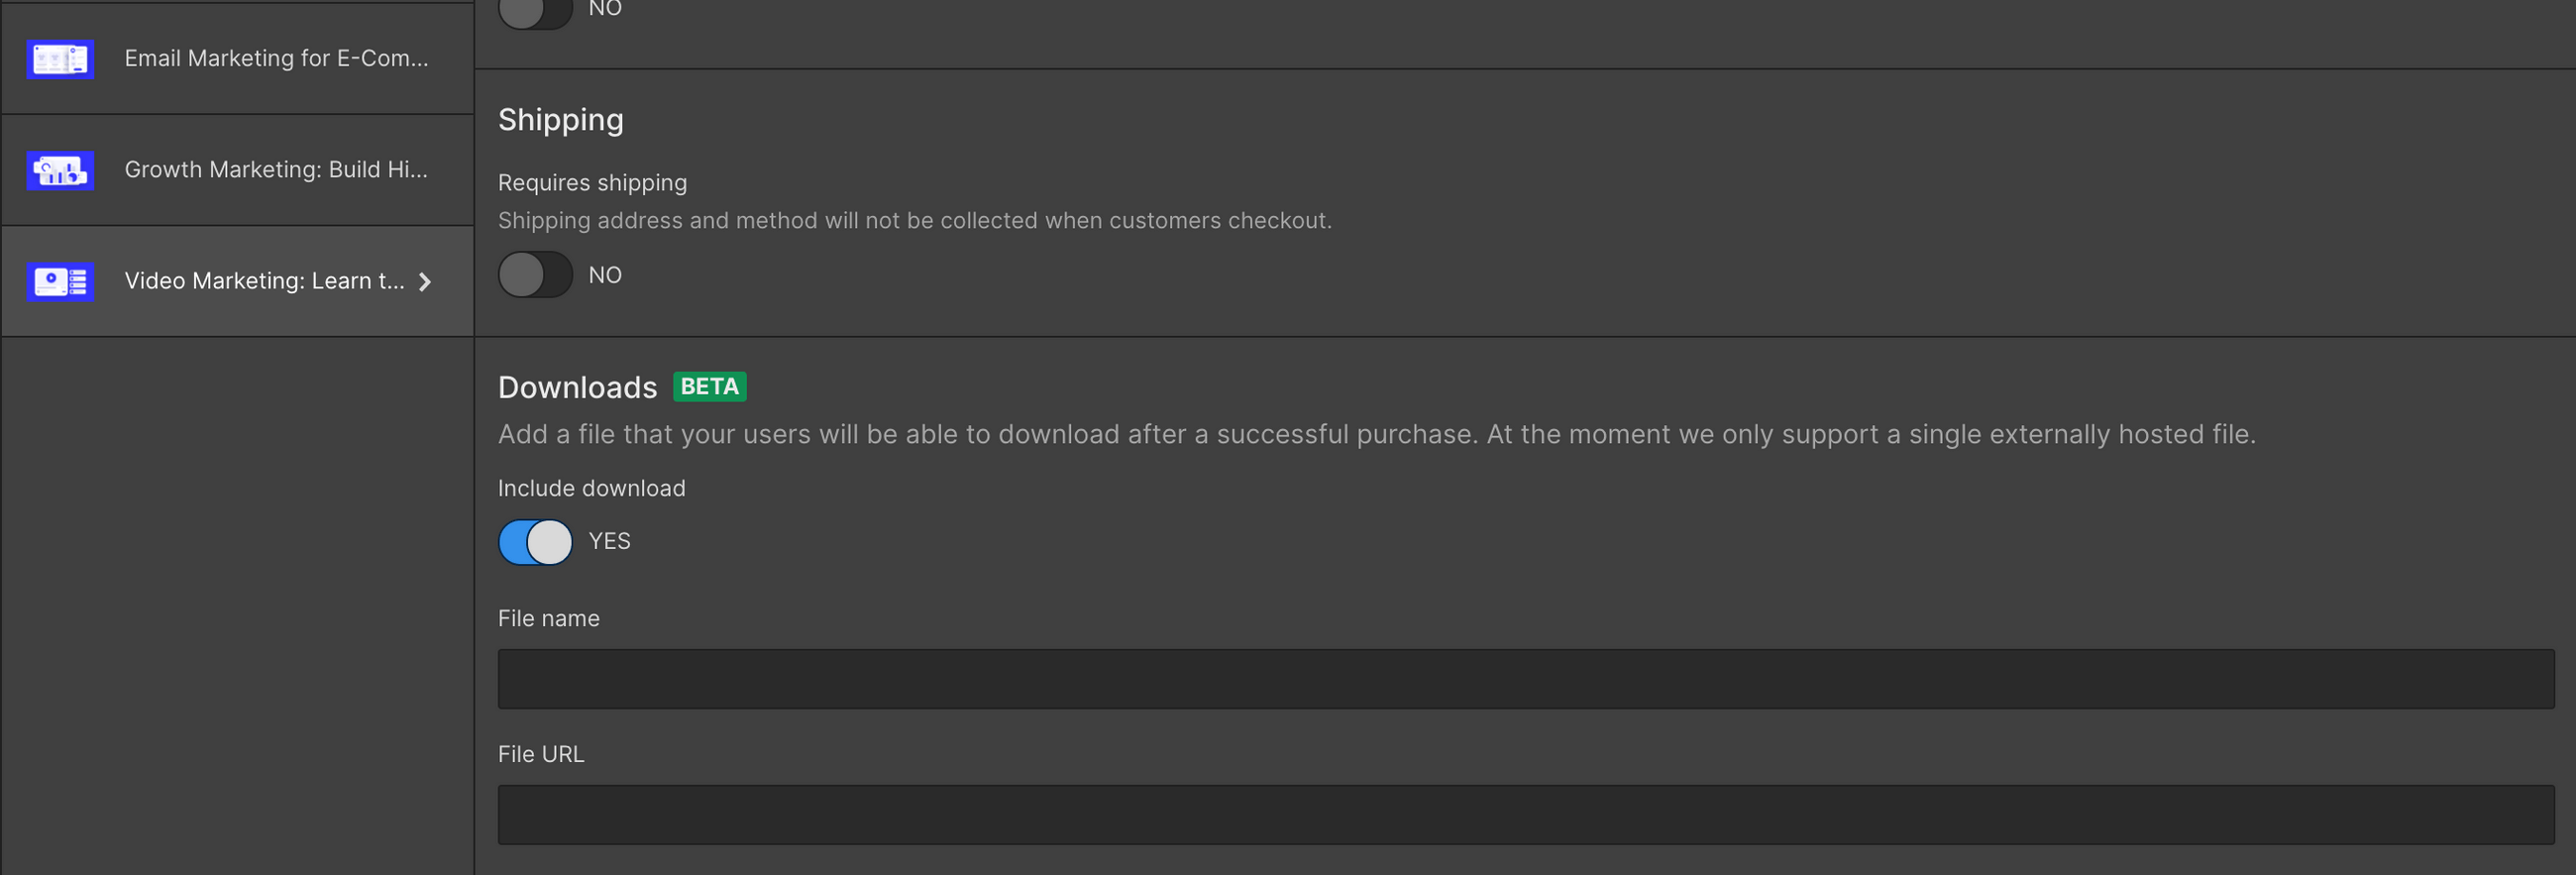 NO
Email Marketing for E-Com...
Growth Marketing: Build Hi...
Video Marketing: Learn t...
Shipping
Requires shipping
Shipping address and method will not be collected when customers checkout.
NO
Downloads BETA
Add a file that your users will be able to download after a successful purchase. At the moment we only support a single externally hosted file.
Include download
YES
File name
File URL